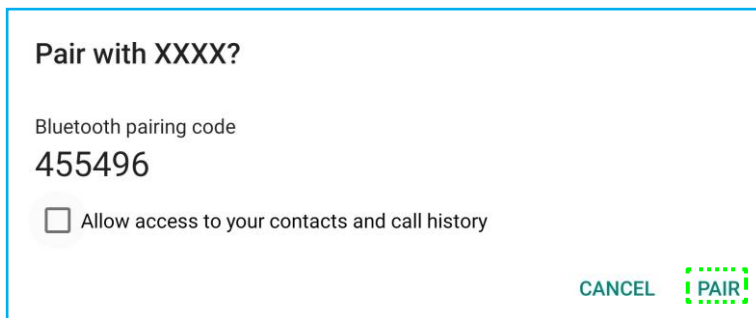 Pair with XXXX?
Bluetooth pairing code
455496
Allow access to your contacts and call history
CANCEL PAIR